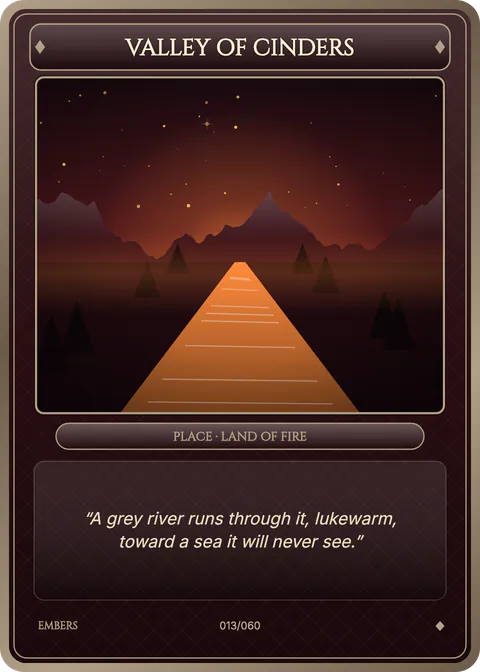 VALLEY OF CINDERS
PLACE · LAND OF FIRE
“A grey river runs through it, lukewarm,
toward a sea it will never see.”
EMBERS
013/060